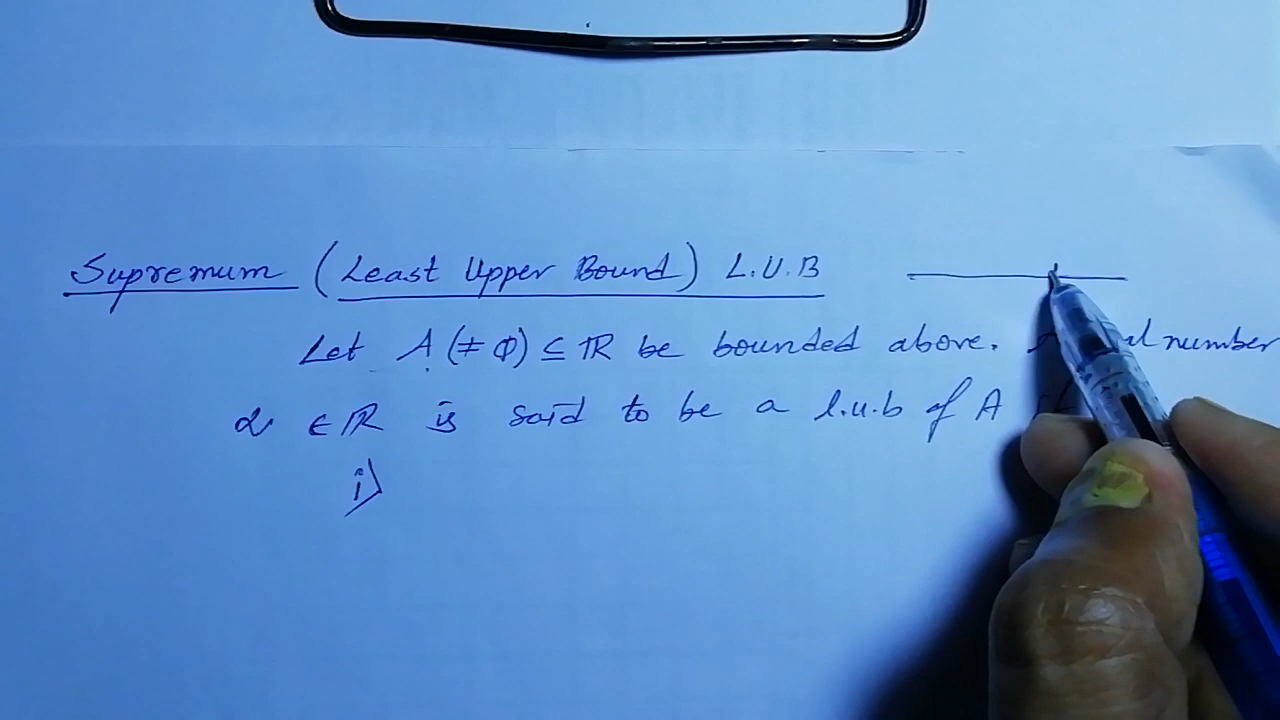 Supremum (Least Upper Bound) L.U.B
Let A (≠ φ) ⊆ ℝ be bounded above. number
α ∈ ℝ is said to be a l.u.b of A
i)